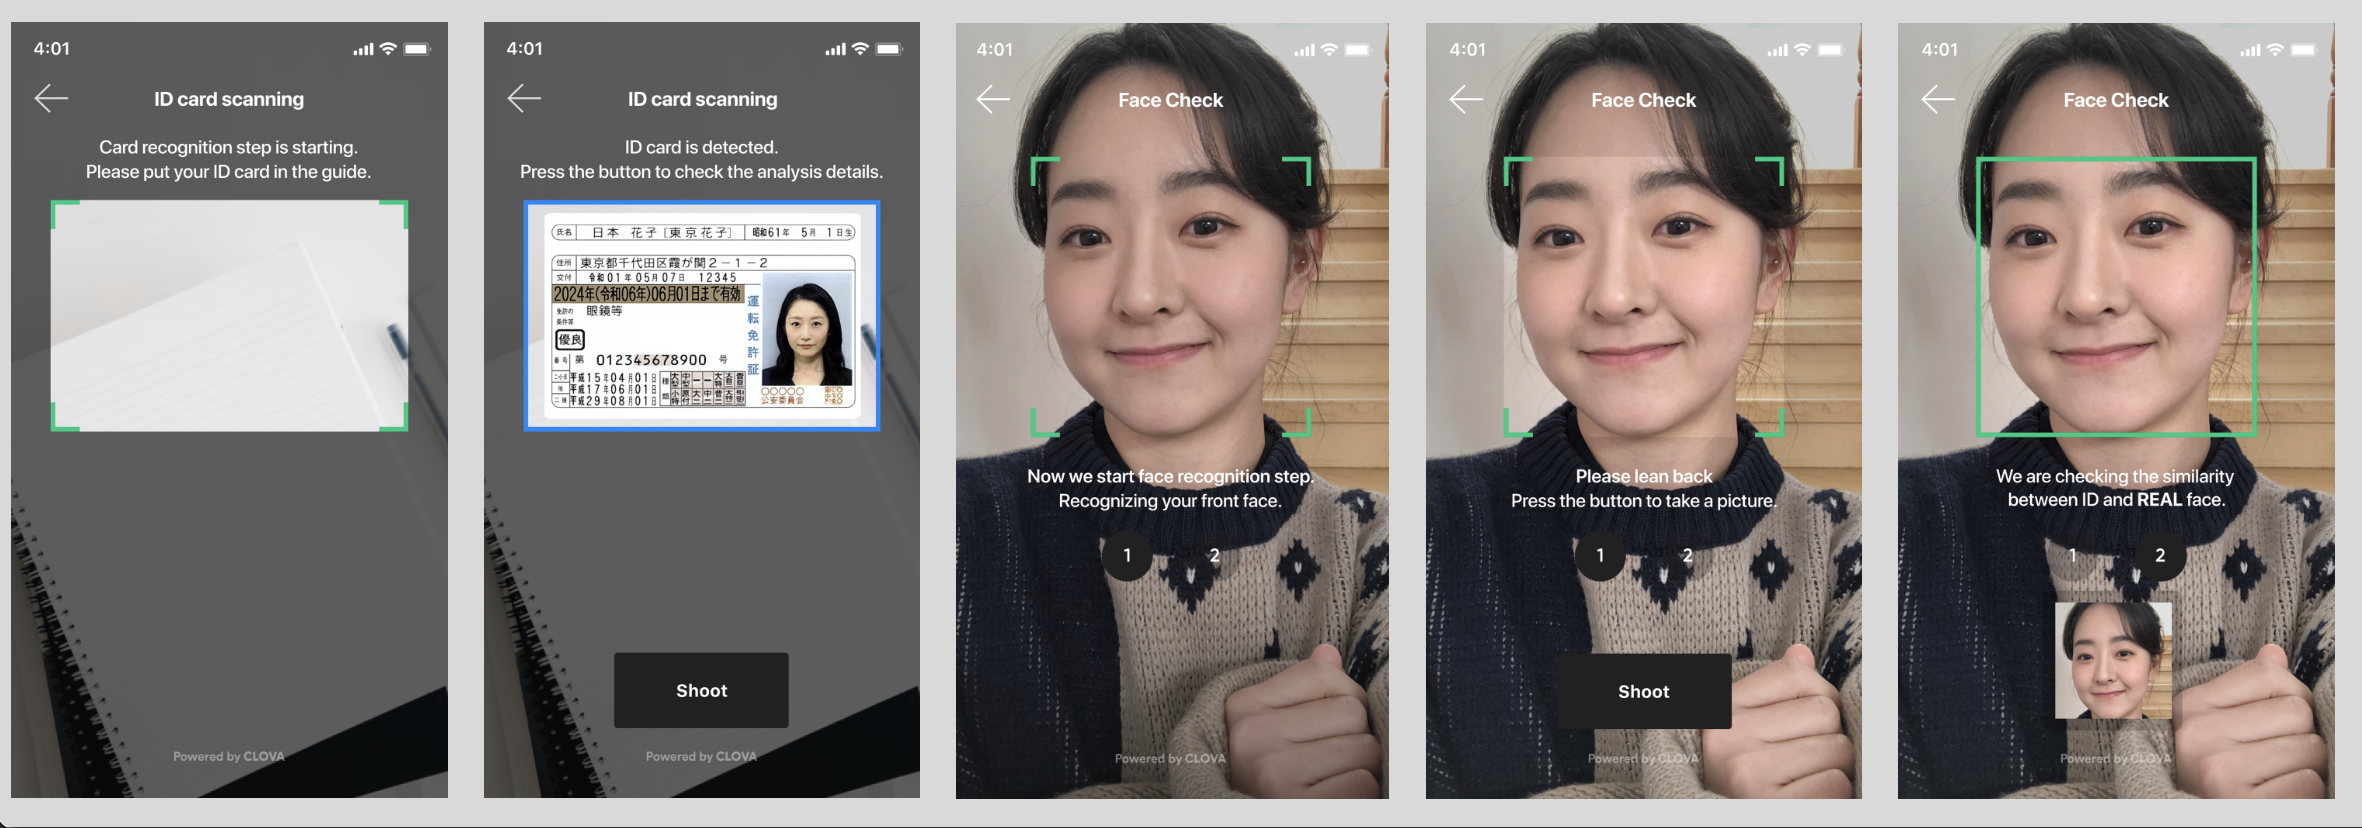 4:01
ID card scanning
Card recognition step is starting.
Please put your ID card in the guide.
Powered by CLOVA
4:01
ID card scanning
ID card is detected.
Press the button to check the analysis details.
氏名 日本 花子[東京花子] 昭和61年 5月 1日生
住所 東京都千代田区霞が関2-1-2
交付 令和01年05月07日 12345
2024年(令和06年)06月01日まで有効
免許の
条件等
眼鏡等
優良
番号 第 012345678900 号
二・小・原 平成15年04月01日
他 平成17年06月01日
二種 平成29年08月01日
種類
運転免許証
○○○○○
公安委員会
Shoot
Powered by CLOVA
4:01
Face Check
Now we start face recognition step.
Recognizing your front face.
1 2
Powered by CLOVA
4:01
Face Check
Please lean back
Press the button to take a picture.
1 2
Shoot
Powered by CLOVA
4:01
Face Check
We are checking the similarity
between ID and REAL face.
1 2
Powered by CLOVA